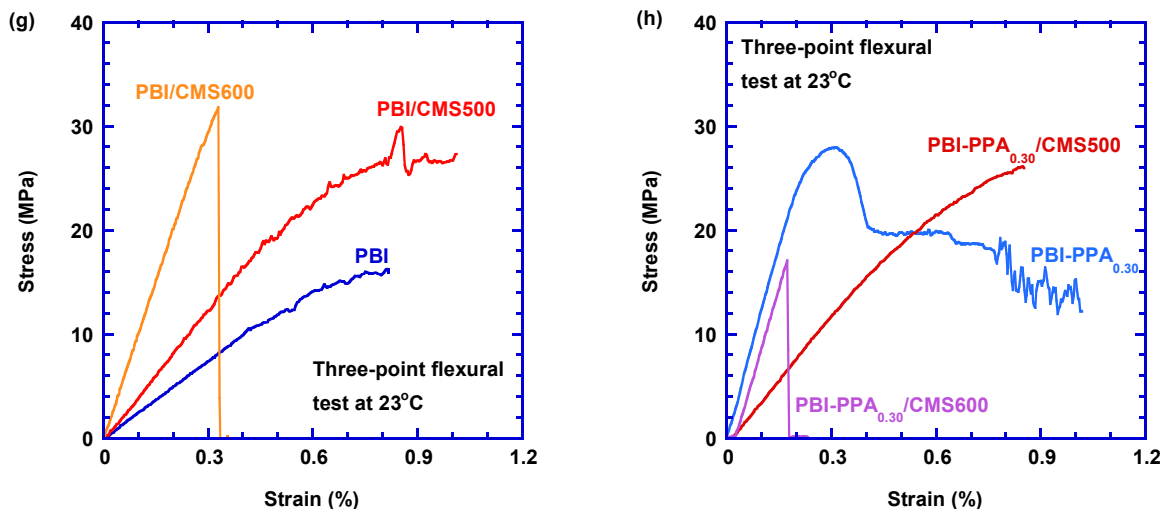 (g)
40
30
20
10
0
0
0.3
0.6
0.9
1.2
Stress (MPa)
Strain (%)
PBI/CMS600
PBI/CMS500
PBI
Three-point flexural
test at 23°C
(h)
40
30
20
10
0
0
0.3
0.6
0.9
1.2
Stress (MPa)
Strain (%)
Three-point flexural
test at 23°C
PBI-PPA0.30/CMS500
PBI-PPA0.30
PBI-PPA0.30/CMS600